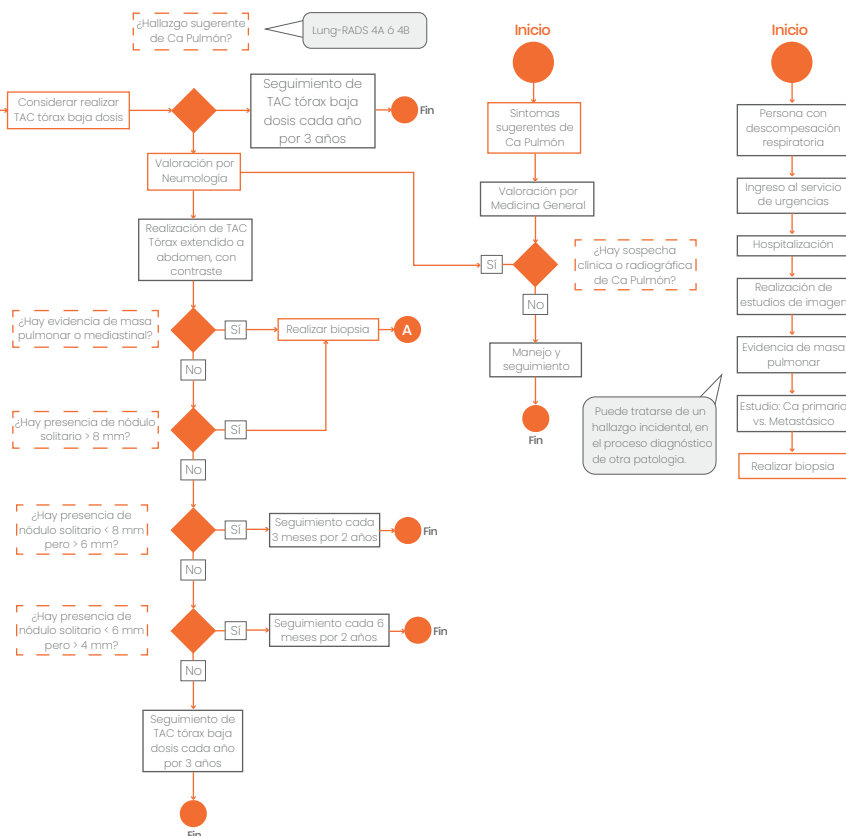 ¿Hallazgo sugerente
de Ca Pulmón?
Lung-RADS 4A ó 4B
Considerar realizar
TAC tórax baja dosis
Seguimiento de
TAC tórax baja
dosis cada año
por 3 años
Fin
Valoración por
Neumología
Realización de TAC
Tórax extendido a
abdomen, con
contraste
¿Hay evidencia de masa
pulmonar o mediastinal?
Sí
Realizar biopsia
A
No
¿Hay presencia de nódulo
solitario > 8 mm?
Sí
No
¿Hay presencia de
nódulo solitario < 8 mm
pero > 6 mm?
Sí
Seguimiento cada
3 meses por 2 años
Fin
No
¿Hay presencia de
nódulo solitario < 6 mm
pero > 4 mm?
Sí
Seguimiento cada 6
meses por 2 años
Fin
No
Seguimiento de
TAC tórax baja
dosis cada año
por 3 años
Fin
Inicio
Sintomas
sugerentes de
Ca Pulmón
Valoración por
Medicina General
Sí
¿Hay sospecha
clínica o radiográfica
de Ca Pulmón?
No
Manejo y
seguimiento
Fin
Inicio
Persona con
descompesación
respiratoria
Ingreso al servicio
de urgencias
Hospitalización
Realización de
estudios de imagen
Evidencia de masa
pulmonar
Puede tratarse de un
hallazgo incidental, en
el proceso diagnóstico
de otra patologia.
Estudio: Ca primario
vs. Metastásico
Realizar biopsia